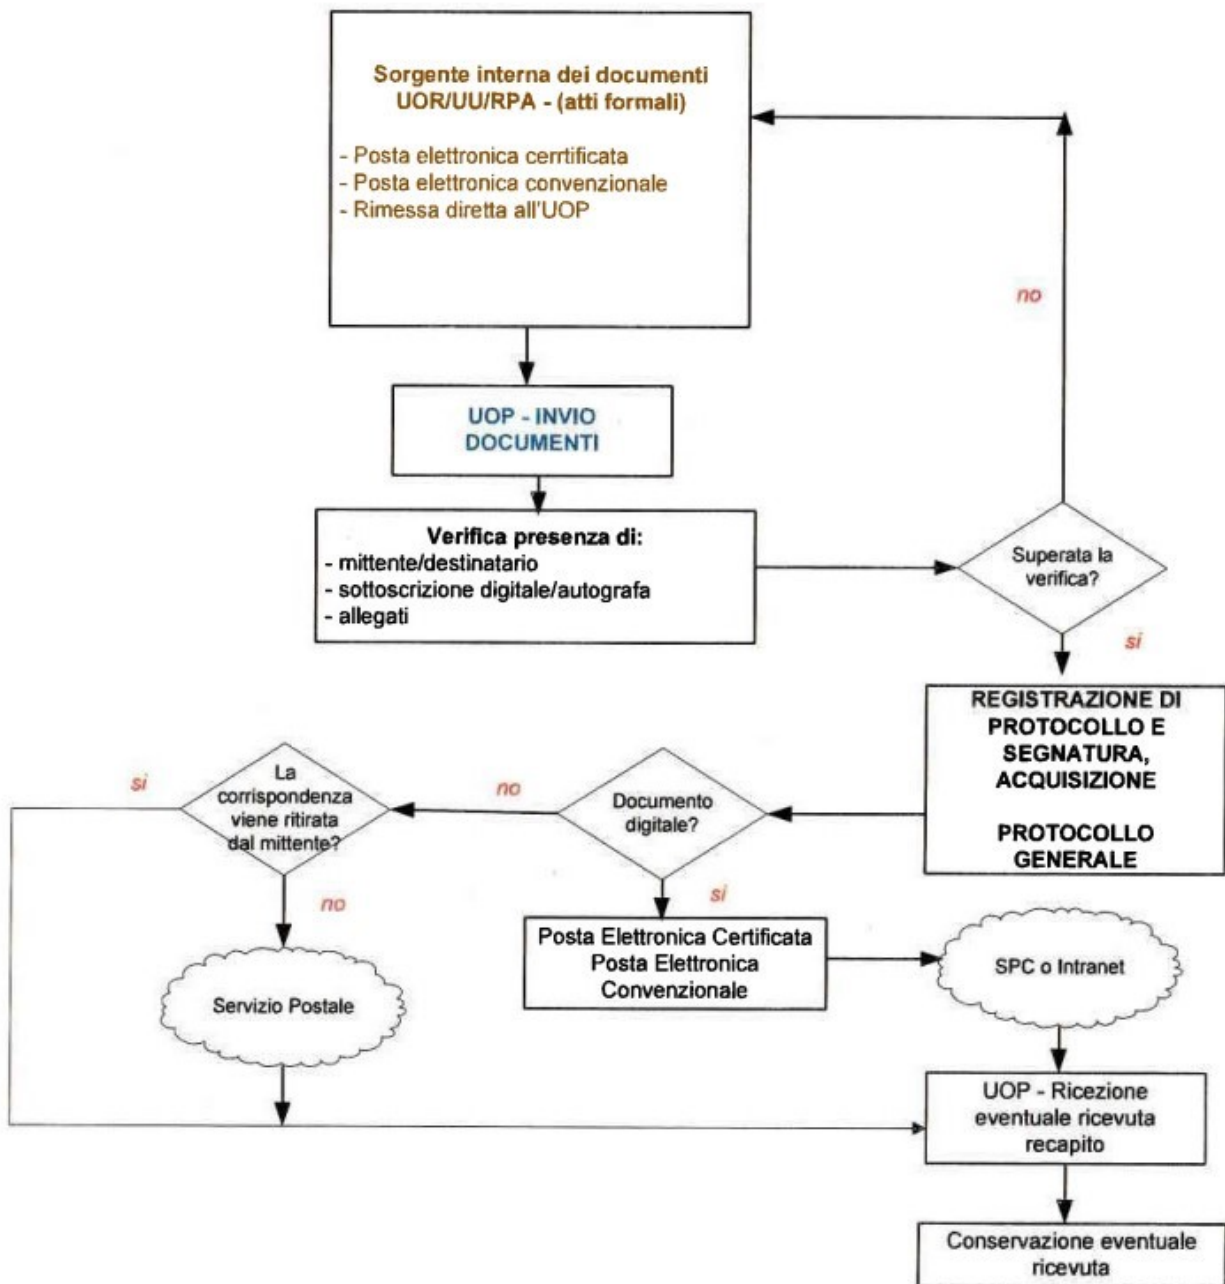 Sorgente interna dei documenti
UOR/UU/RPA - (atti formali)
- Posta elettronica cerrtificata
- Posta elettronica convenzionale
- Rimessa diretta all'UOP
no
UOP - INVIO
DOCUMENTI
Verifica presenza di:
- mittente/destinatario
- sottoscrizione digitale/autografa
- allegati
Superata la
verifica?
si
REGISTRAZIONE DI
PROTOCOLLO E
SEGNATURA,
ACQUISIZIONE
PROTOCOLLO
GENERALE
Documento
digitale?
no
La
corrispondenza
viene ritirata
dal mittente?
si
no
Servizio Postale
si
Posta Elettronica Certificata
Posta Elettronica
Convenzionale
SPC o Intranet
UOP - Ricezione
eventuale ricevuta
recapito
Conservazione eventuale
ricevuta